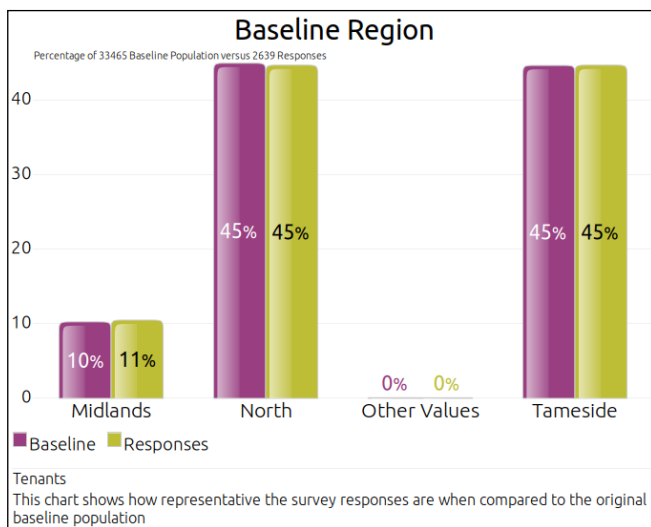 Baseline Region
Percentage of 33465 Baseline Population versus 2639 Responses
40
30
20
10
0
10%
11%
45%
45%
0%
0%
45%
45%
Midlands
North
Other Values
Tameside
Baseline
Responses
Tenants
This chart shows how representative the survey responses are when compared to the original
baseline population